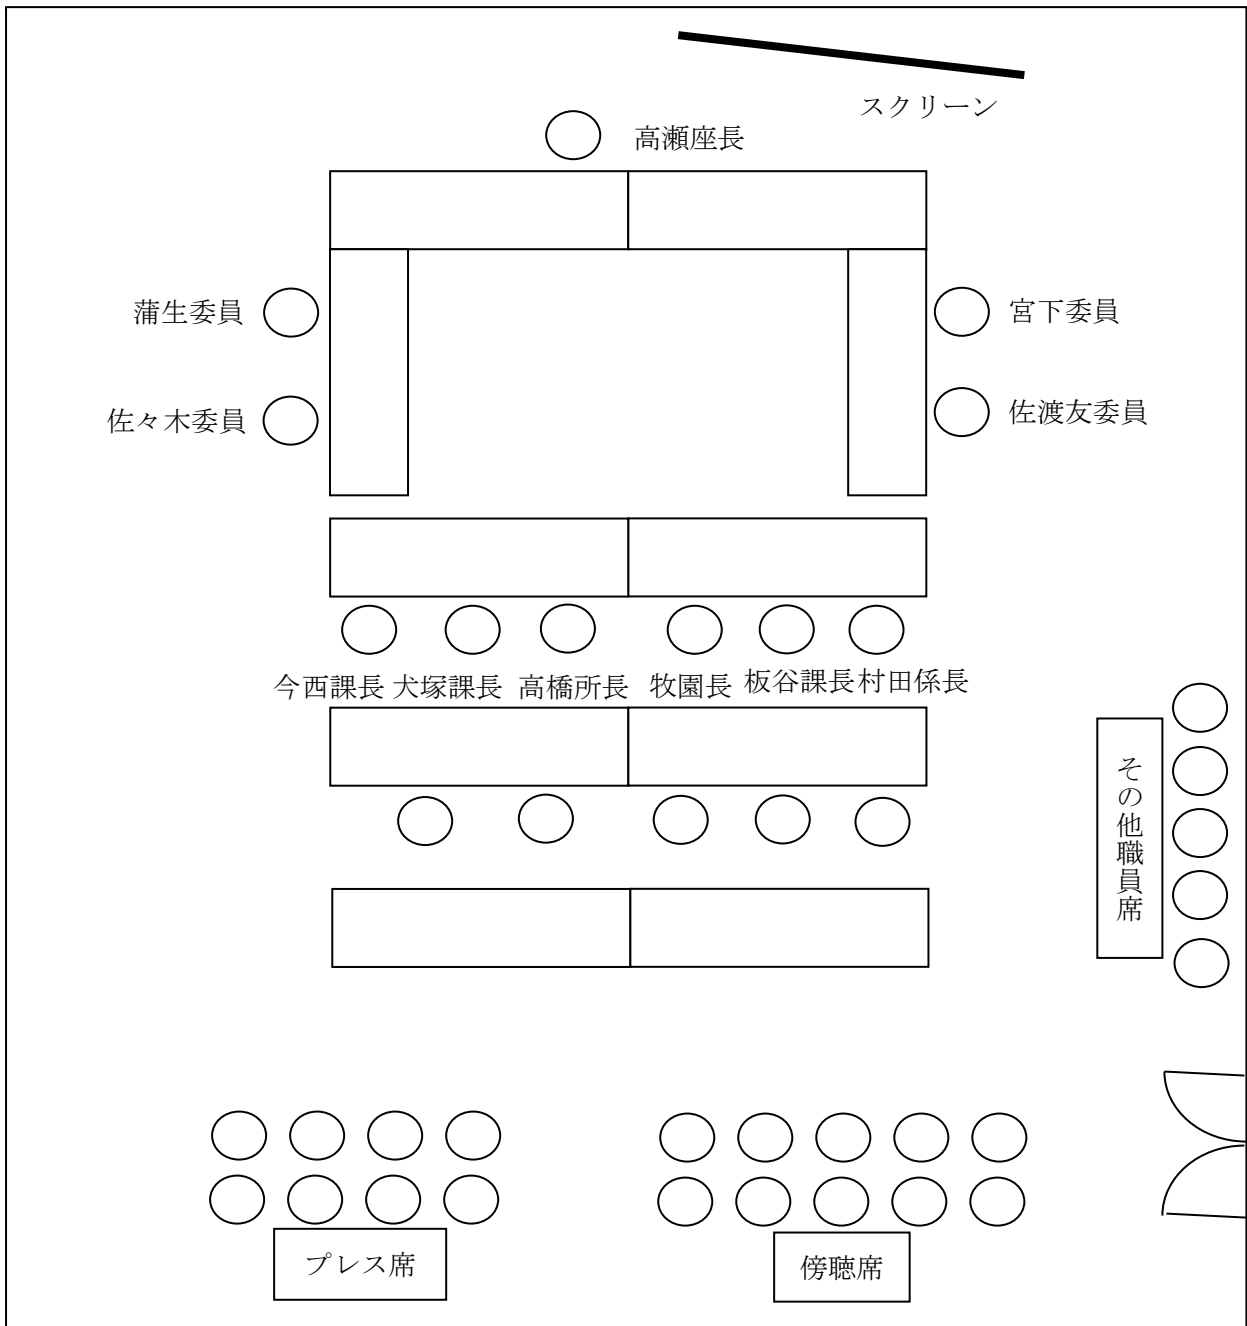 スクリーン
高瀬座長
蒲生委員
宮下委員
佐々木委員
佐渡友委員
今西課長
犬塚課長
高橋所長
牧園長
板谷課長
村田係長
その他職員席
プレス席
傍聴席